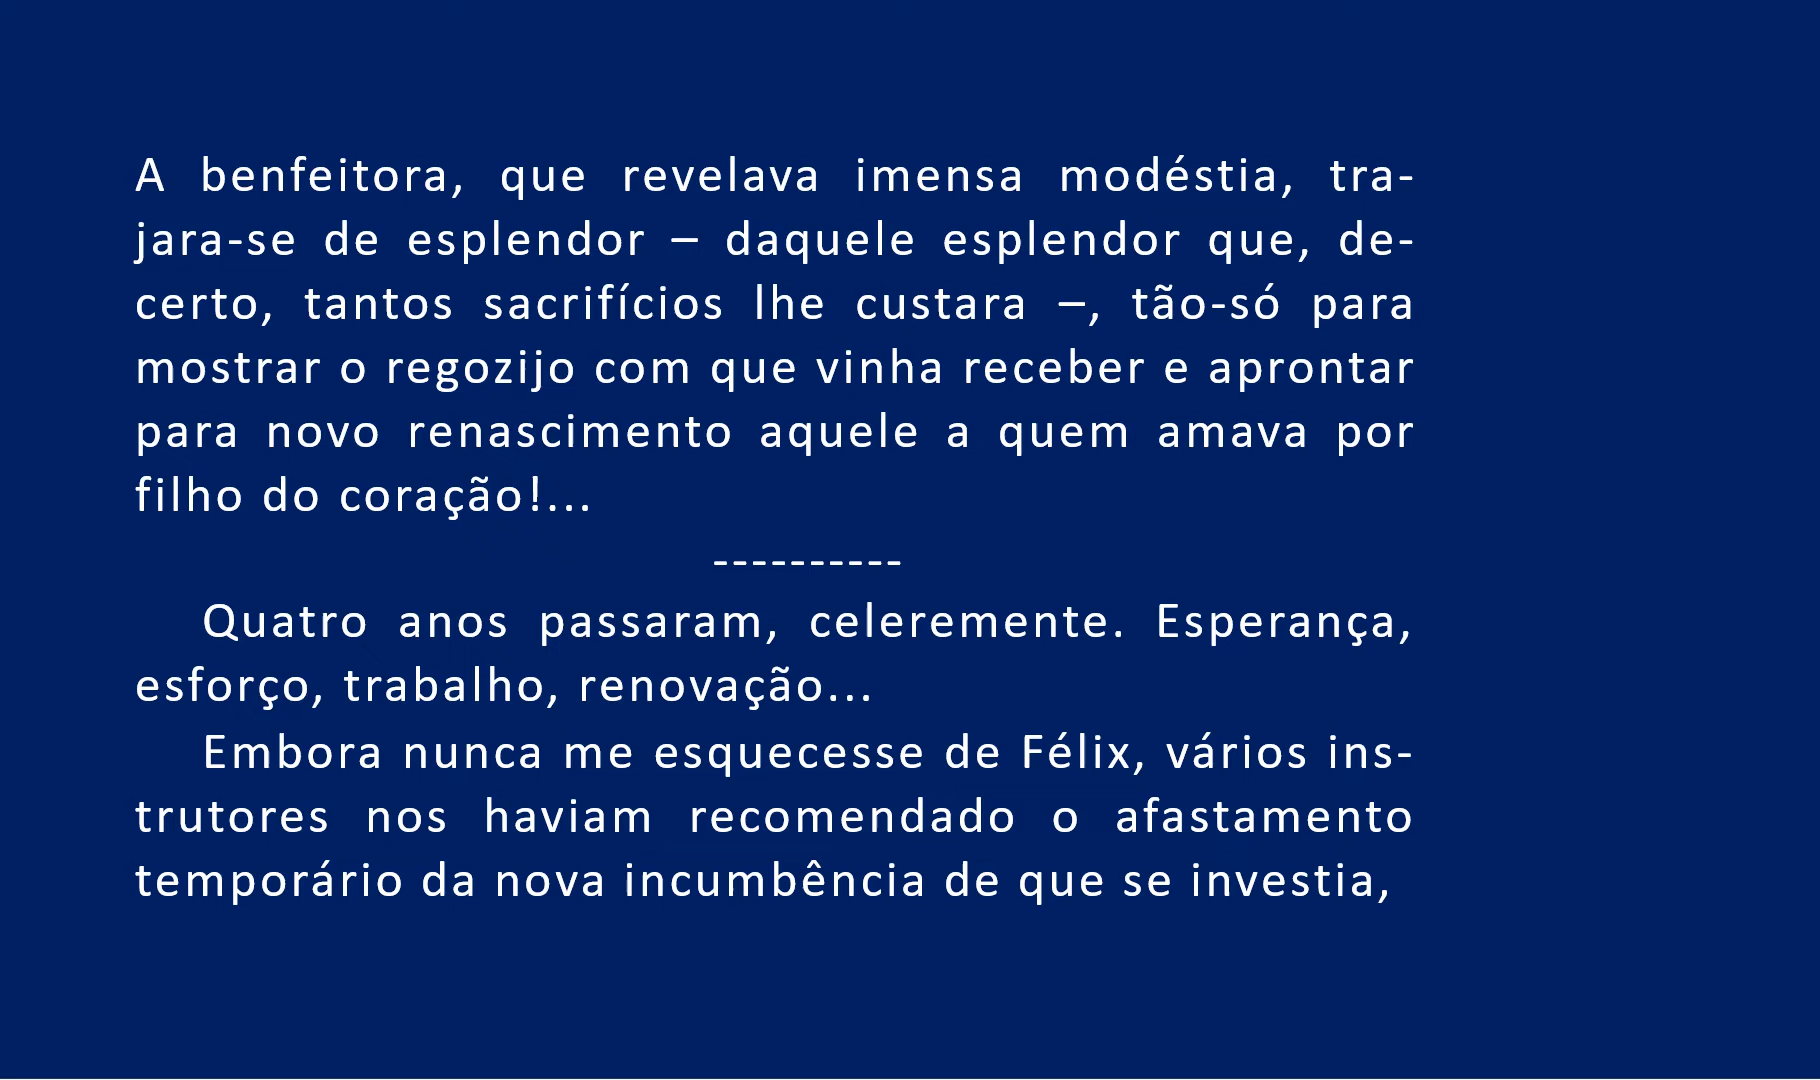 A benfeitora, que revelava imensa modéstia, tra-
jara-se de esplendor – daquele esplendor que, de-
certo, tantos sacrifícios lhe custara –, tão-só para
mostrar o regozijo com que vinha receber e aprontar
para novo renascimento aquele a quem amava por
filho do coração!...
----------
Quatro anos passaram, celeremente. Esperança,
esforço, trabalho, renovação...
Embora nunca me esquecesse de Félix, vários ins-
trutores nos haviam recomendado o afastamento
temporário da nova incumbência de que se investia,